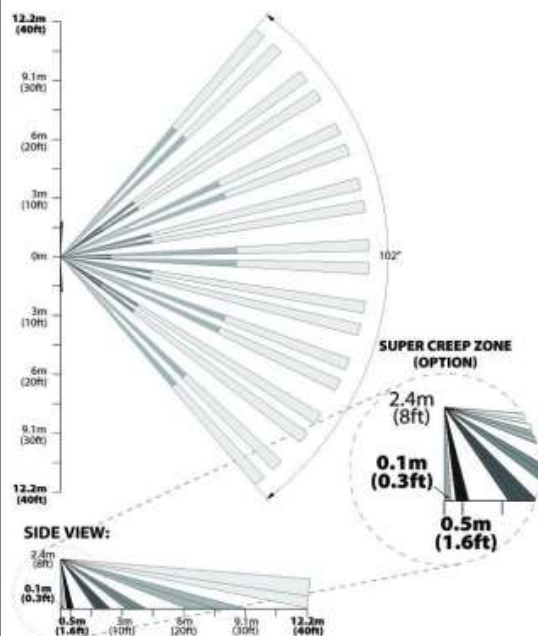 12.2m
(40ft)
9.1m
(30ft)
6m
(20ft)
3m
(10ft)
0m
3m
(10ft)
6m
(20ft)
9.1m
(30ft)
12.2m
(40ft)
102°
SUPER CREEP ZONE
(OPTION)
2.4m
(8ft)
0.1m
(0.3ft)
0.5m
(1.6ft)
SIDE VIEW:
2.4m
(8ft)
0.1m
(0.3ft)
0.5m
(1.6ft)
3m
(10ft)
6m
(20ft)
9.1m
(30ft)
12.2m
(40ft)